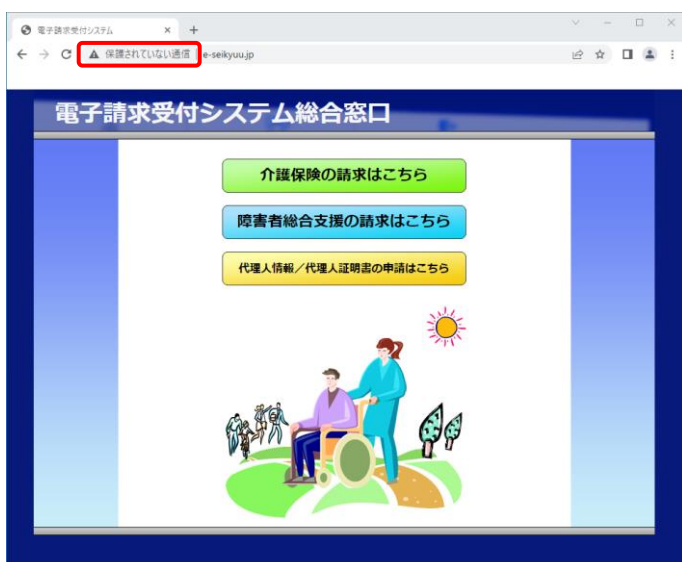 電子請求受付システム
保護されていない通信
e-seikyuu.jp
電子請求受付システム総合窓口
介護保険の請求はこちら
障害者総合支援の請求はこちら
代理人情報／代理人証明書の申請はこちら